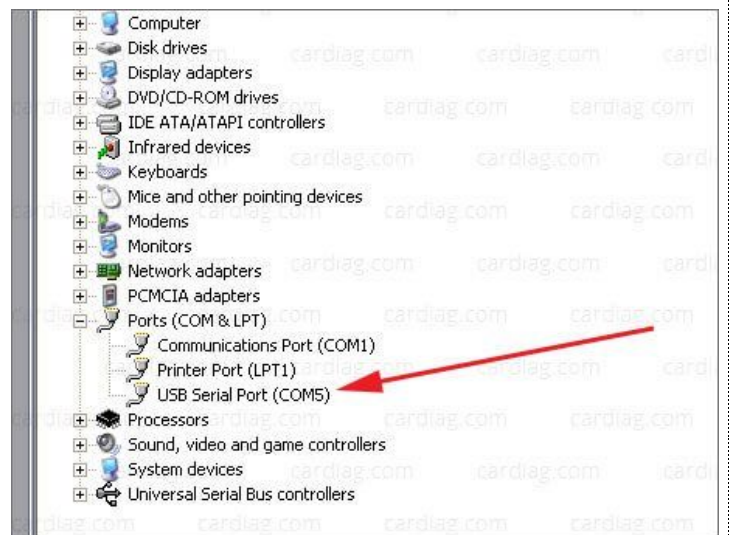 Computer
Disk drives
Display adapters
DVD/CD-ROM drives
IDE ATA/ATAPI controllers
Infrared devices
Keyboards
Mice and other pointing devices
Modems
Monitors
Network adapters
PCMCIA adapters
Ports (COM & LPT)
Communications Port (COM1)
Printer Port (LPT1)
USB Serial Port (COM5)
Processors
Sound, video and game controllers
System devices
Universal Serial Bus controllers
cardiag.com